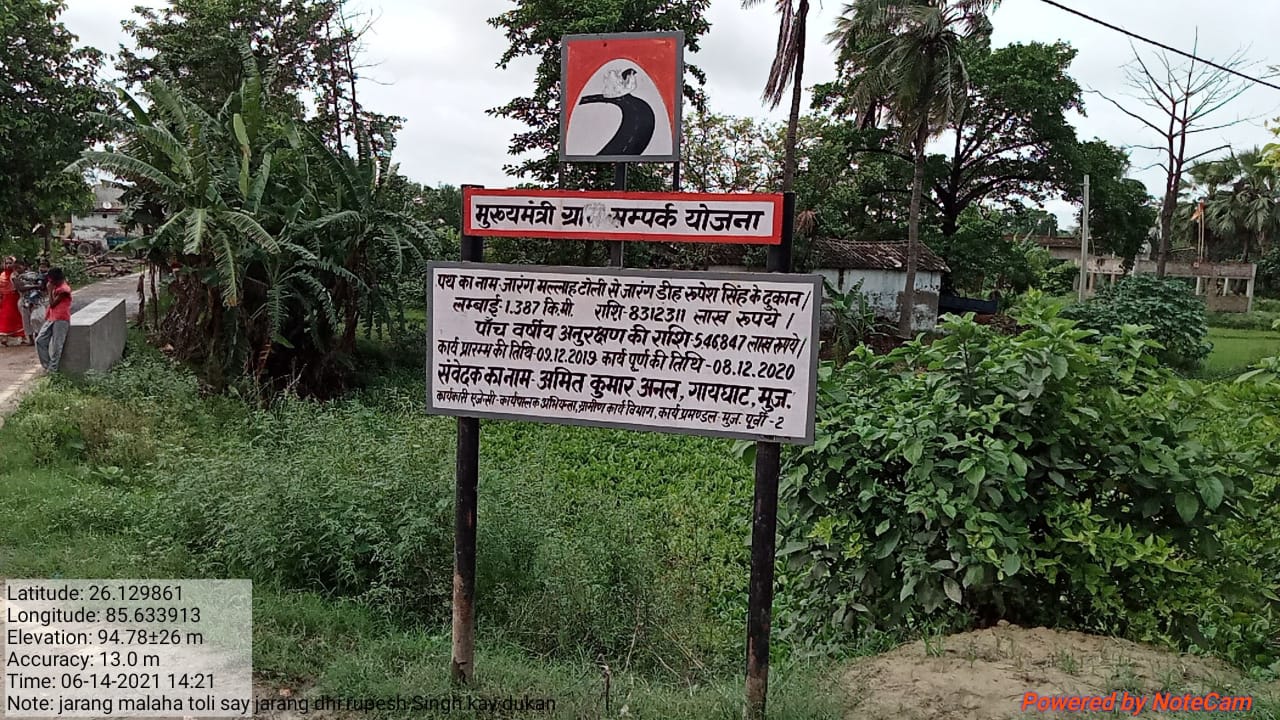 मुख्यमंत्री ग्रा सम्पर्क योजना
पथ का नाम जारंग मल्लाह टोली से जारंग डीह रूपेश सिंह के दुकान।
लम्बाई-1.387 कि.मी. राशि-8312311 लाख रूपये।
पाँच वर्षीय अनुरक्षण की राशि-546847 लाख रूपये।
कार्य प्रारम्भ की तिथि-09.12.2019 कार्य पूर्ण की तिथि-08.12.2020
संवेदक का नाम-अमित कुमार अनल, गायघाट, मुज.
कार्यकारी एजेन्सी-कार्यपालक अभियन्ता, ग्रामीण कार्य विभाग, कार्य प्रमण्डल मुज. पूर्वी-2
Latitude: 26.129861
Longitude: 85.633913
Elevation: 94.78±26 m
Accuracy: 13.0 m
Time: 06-14-2021 14:21
Note: jarang malaha toli say jarang dhi rupesh Singh kay dukan
Powered by NoteCam